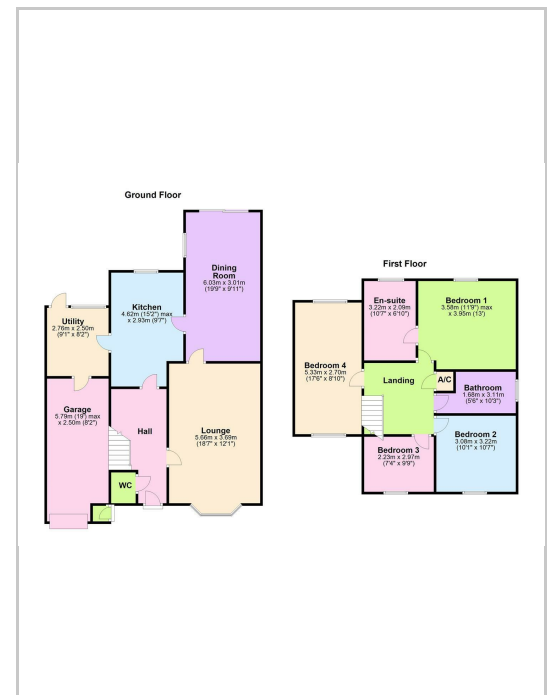 Ground Floor
Dining
Room
6.03m x 3.01m
(19'9" x 9'11")
Kitchen
4.62m (15'2") max
x 2.93m (9'7")
Utility
2.76m x 2.50m
(9'1" x 8'2")
Garage
5.79m (19') max
x 2.50m (8'2")
Hall
Lounge
5.66m x 3.69m
(18'7" x 12'1")
WC
First Floor
En-suite
3.22m x 2.09m
(10'7" x 6'10")
Bedroom 1
3.58m (11'9") max
x 3.95m (13')
Bedroom 4
5.33m x 2.70m
(17'6" x 8'10")
Landing
A/C
Bathroom
1.68m x 3.11m
(5'6" x 10'3")
Bedroom 3
2.23m x 2.97m
(7'4" x 9'9")
Bedroom 2
3.08m x 3.22m
(10'1" x 10'7")